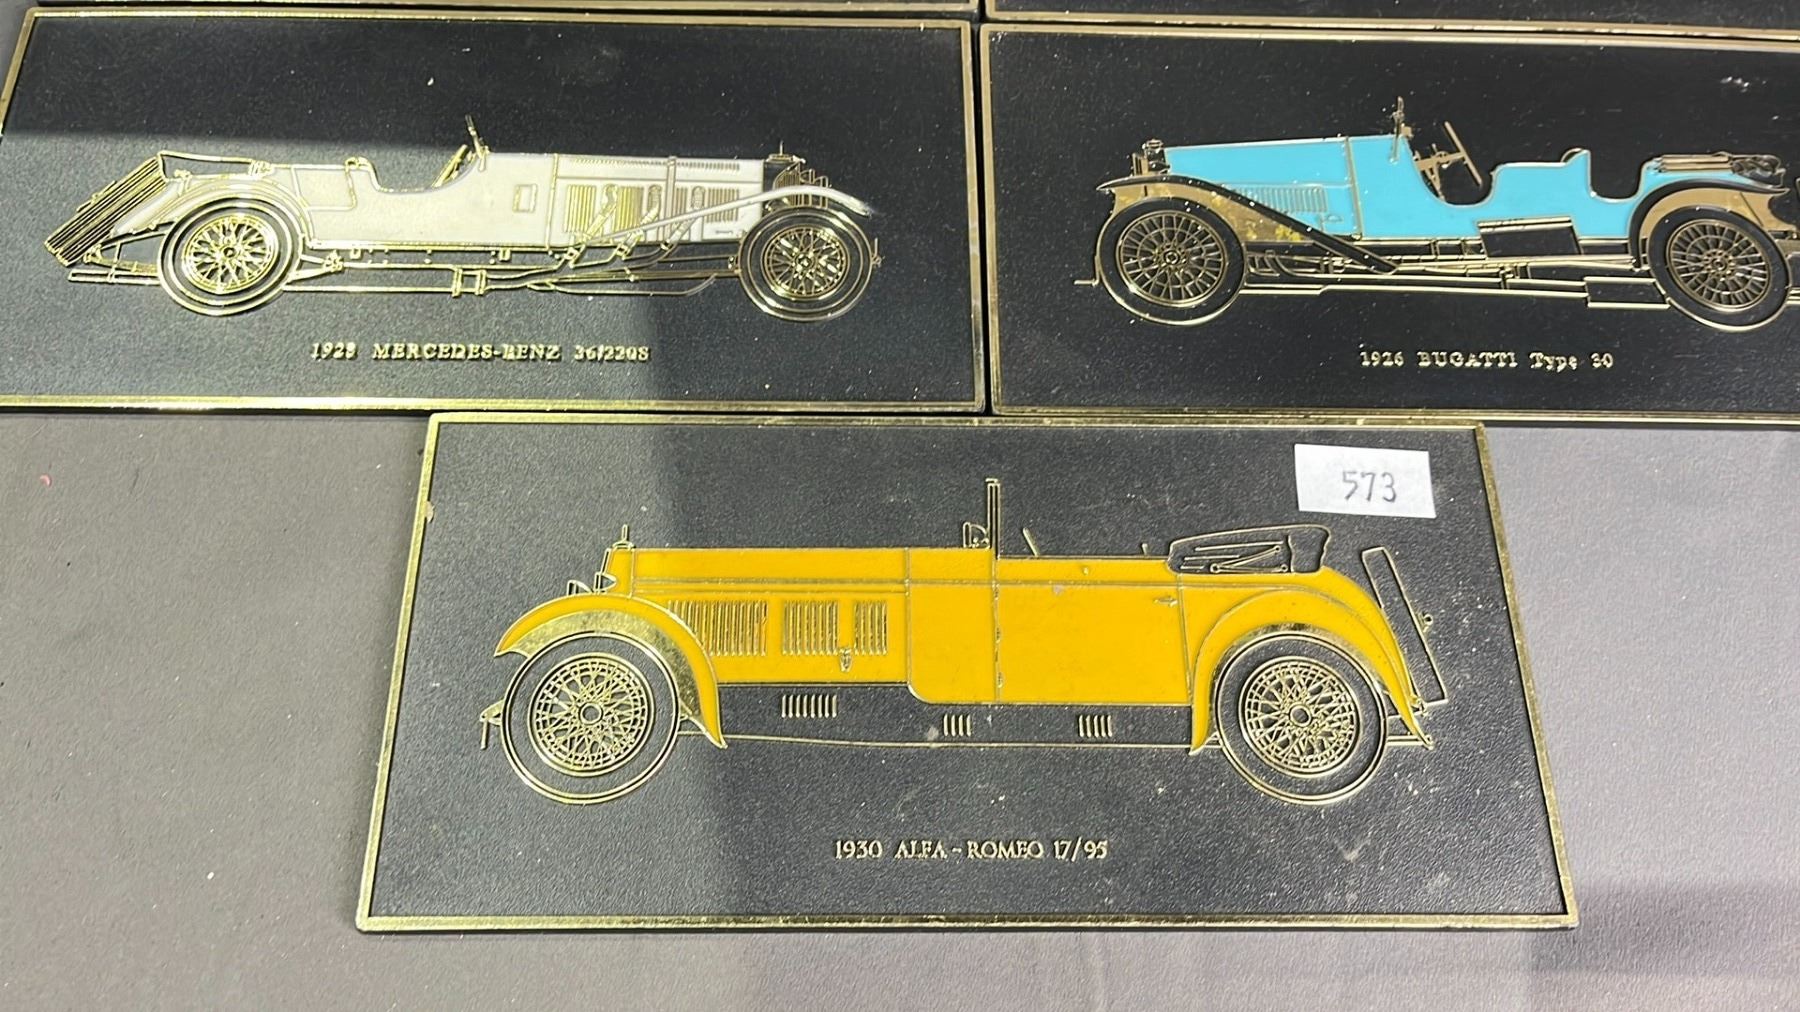 1928 MERCEDES-BENZ 36/220S
1926 BUGATTI Type 30
573
1930 ALFA-ROMEO 17/95